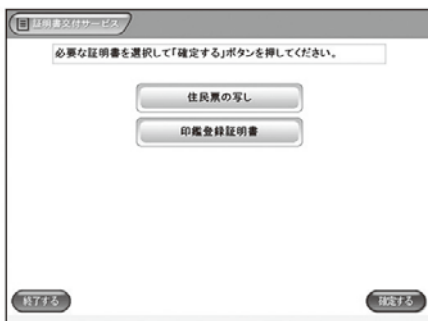 証明書交付サービス
必要な証明書を選択して「確定する」ボタンを押してください。
住民票の写し
印鑑登録証明書
終了する
確定する